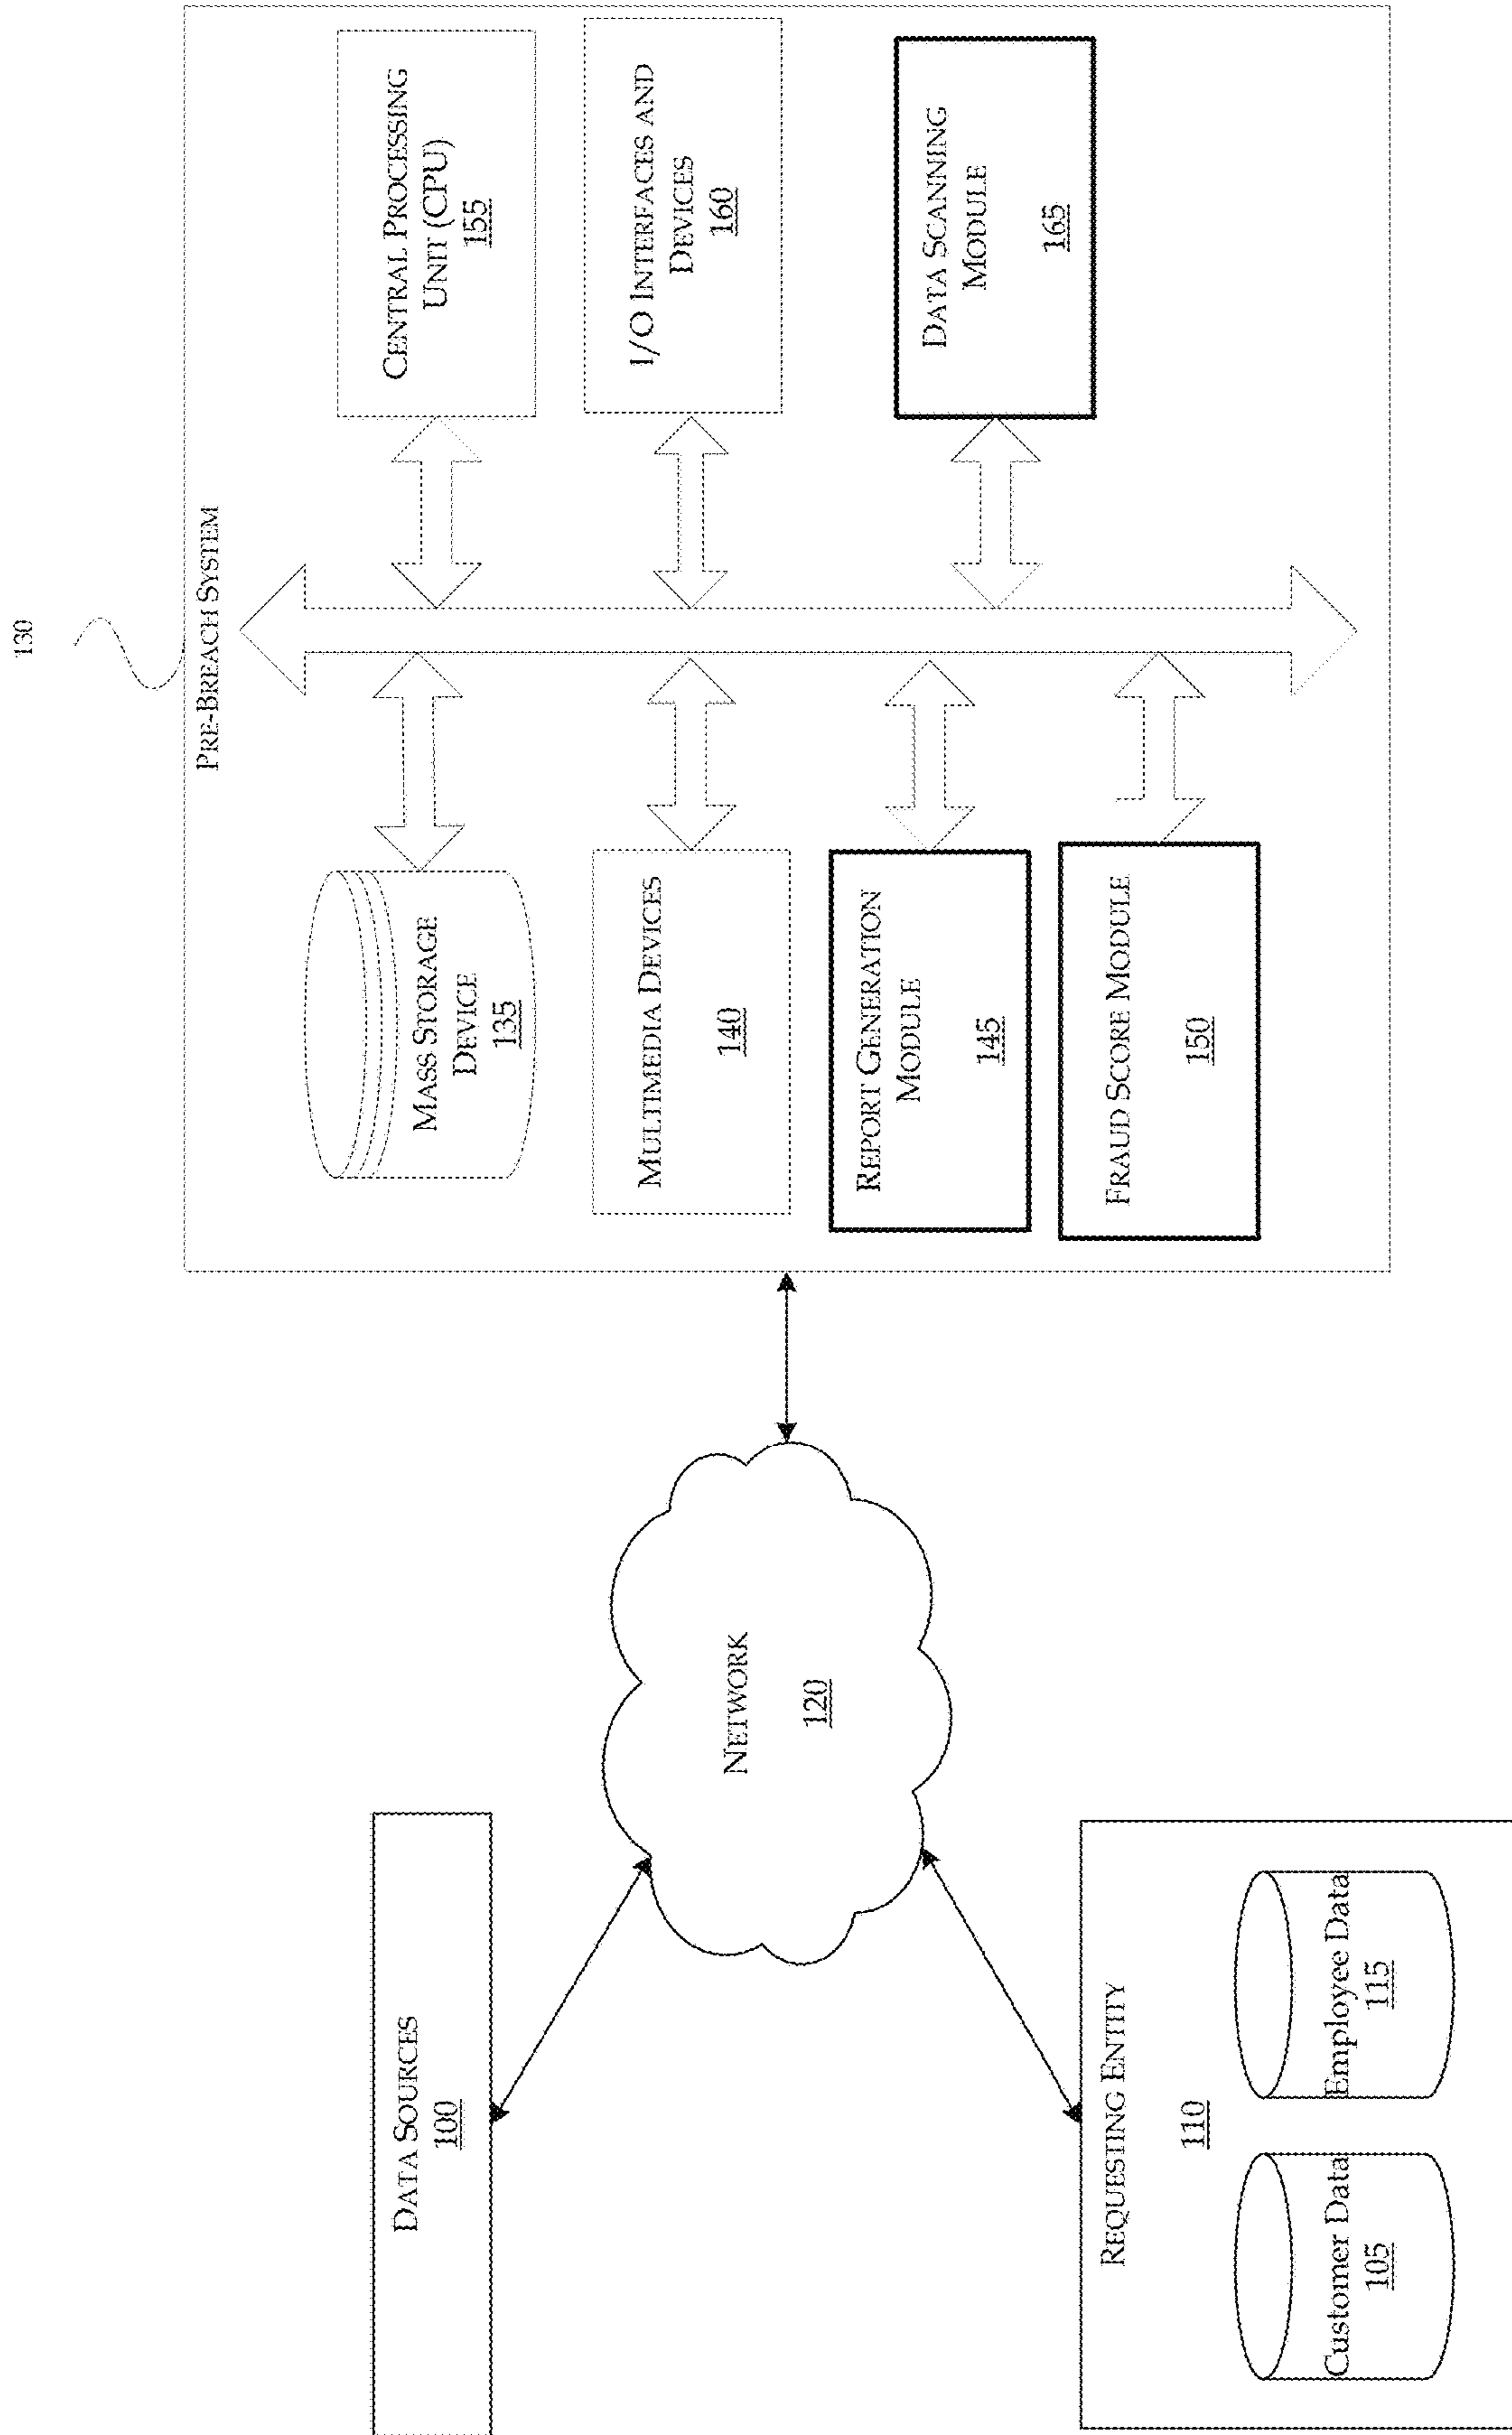 130
PRE-BREACH SYSTEM
MASS STORAGE
DEVICE
135
CENTRAL PROCESSING
UNIT (CPU)
155
MULTIMEDIA DEVICES
140
I/O INTERFACES AND
DEVICES
160
REPORT GENERATION
MODULE
145
DATA SCANNING
MODULE
165
FRAUD SCORE MODULE
150
DATA SOURCES
100
NETWORK
120
REQUESTING ENTITY
110
Customer Data
105
Employee Data
115